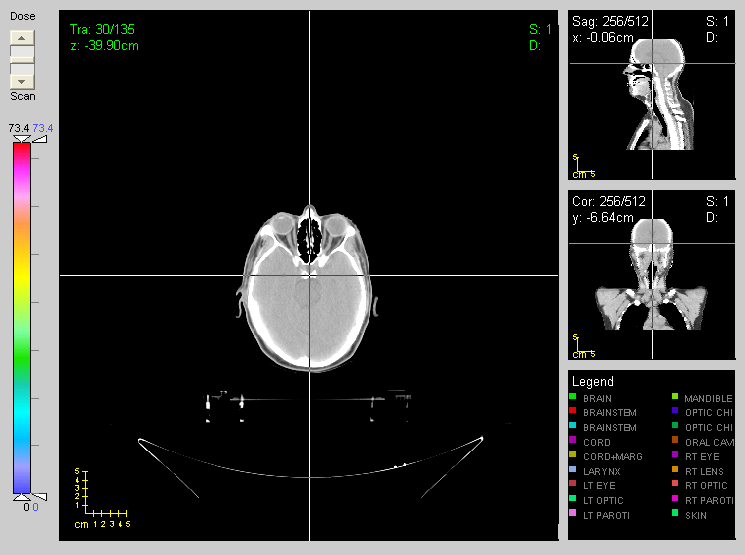 Dose
Scan
73.4 73.4
0 0
Tra: 30/135
z: -39.90cm
S: 1
D:
5
4
3
2
1
cm 1 2 3 4 5
Sag: 256/512
x: -0.06cm
S: 1
D:
5
cm 5
Cor: 256/512
y: -6.64cm
S: 1
D:
5
cm 5
Legend
BRAIN
BRAINSTEM
BRAINSTEM
CORD
CORD+MARG
LARYNX
LT EYE
LT OPTIC
LT PAROTI
MANDIBLE
OPTIC CHI
OPTIC CHI
ORAL CAVI
RT EYE
RT LENS
RT OPTIC
RT PAROTI
SKIN